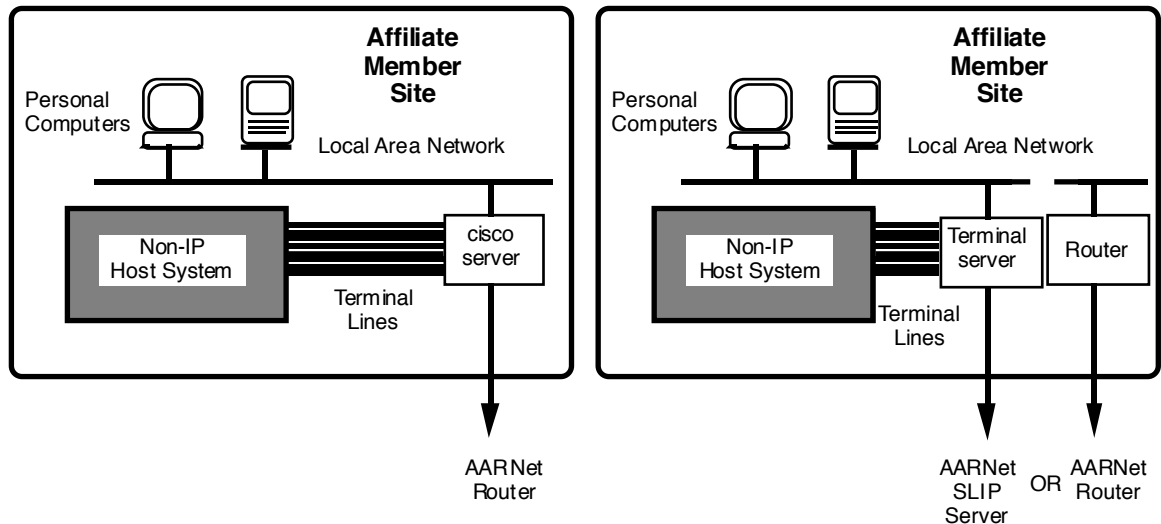 Affiliate
Member
Site
Personal
Computers
Local Area Network
Non-IP
Host System
cisco
server
Terminal
Lines
AARNet
Router
Affiliate
Member
Site
Personal
Computers
Local Area Network
Non-IP
Host System
Terminal
server
Router
Terminal
Lines
AARNet
SLIP
Server
OR
AARNet
Router